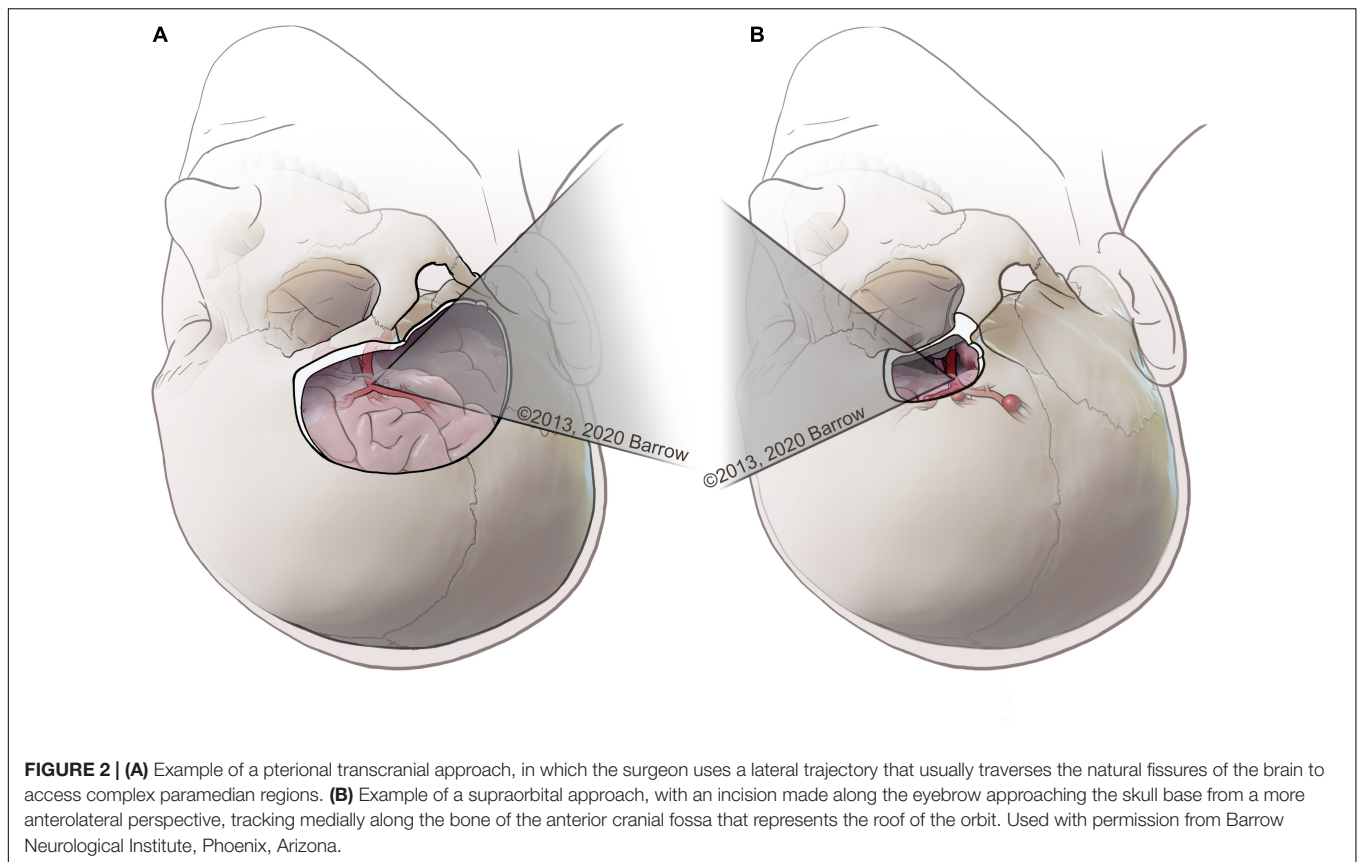 A
B
©2013, 2020 Barrow
©2013, 2020 Barrow
FIGURE 2 | (A) Example of a pterional transcranial approach, in which the surgeon uses a lateral trajectory that usually traverses the natural fissures of the brain to
access complex paramedian regions. (B) Example of a supraorbital approach, with an incision made along the eyebrow approaching the skull base from a more
anterolateral perspective, tracking medially along the bone of the anterior cranial fossa that represents the roof of the orbit. Used with permission from Barrow
Neurological Institute, Phoenix, Arizona.